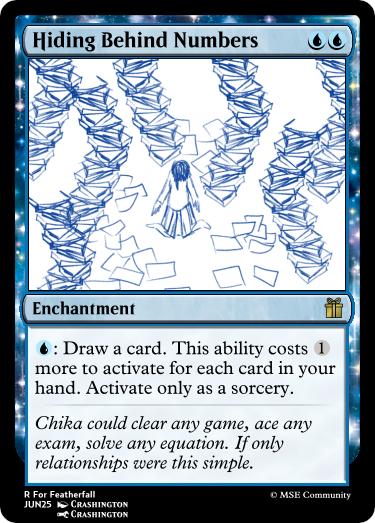 Hiding Behind Numbers
Enchantment
: Draw a card. This ability costs 1
more to activate for each card in your
hand. Activate only as a sorcery.
Chika could clear any game, ace any
exam, solve any equation. If only
relationships were this simple.
R For Featherfall
JUN25 Crashington
Crashington
© MSE Community